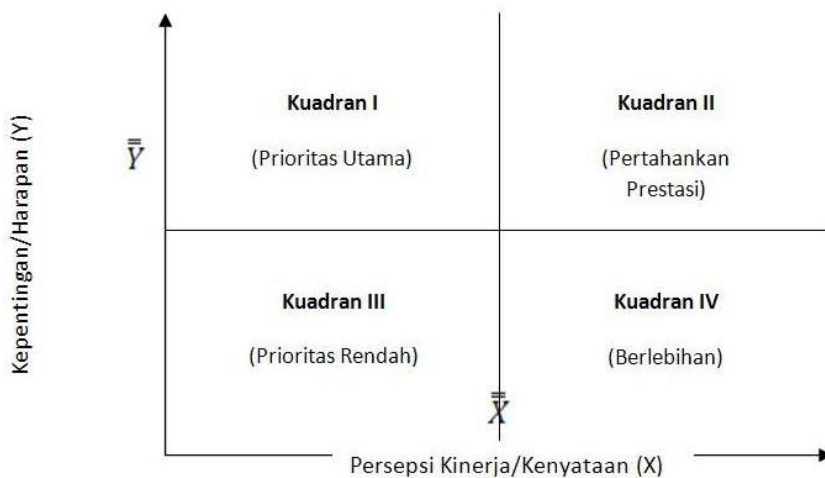 Kepentingan/Harapan (Y)
Y̿
Kuadran I
(Prioritas Utama)
Kuadran II
(Pertahankan
Prestasi)
Kuadran III
(Prioritas Rendah)
Kuadran IV
(Berlebihan)
X̿
Persepsi Kinerja/Kenyataan (X)